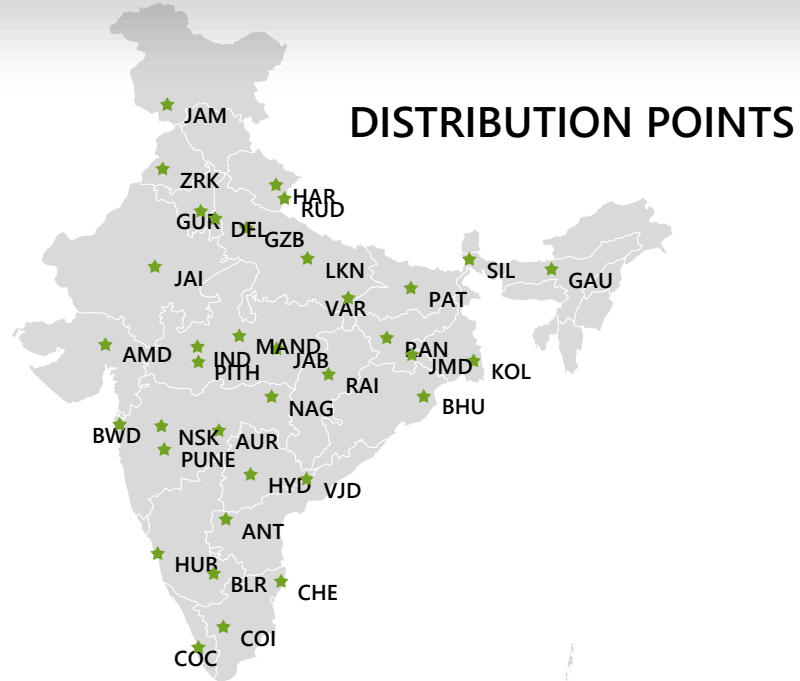 JAM
DISTRIBUTION POINTS
ZRK
HAR
RUD
GUR
DEL
GZB
LKN
SIL
JAI
GAU
PAT
VAR
AMD
IND
MAND
JAB
PITH
RAN
JMD
KOL
RAI
NAG
BHU
BWD
NSK
AUR
PUNE
HYD
VJD
ANT
HUB
BLR
CHE
COI
COC